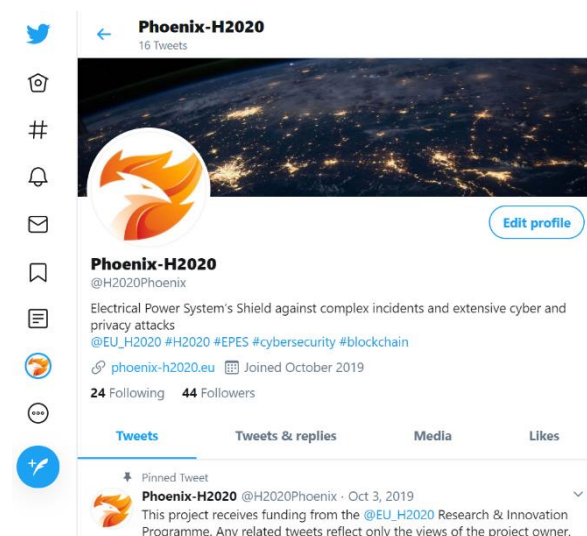 Phoenix-H2020
16 Tweets
Edit profile
Phoenix-H2020
@H2020Phoenix
Electrical Power System's Shield against complex incidents and extensive cyber and
privacy attacks
@EU_H2020 #H2020 #EPES #cybersecurity #blockchain
phoenix-h2020.eu Joined October 2019
24 Following 44 Followers
Tweets Tweets & replies Media Likes
Pinned Tweet
Phoenix-H2020 @H2020Phoenix · Oct 3, 2019
This project receives funding from the @EU_H2020 Research & Innovation
Programme. Any related tweets reflect only the views of the project owner.